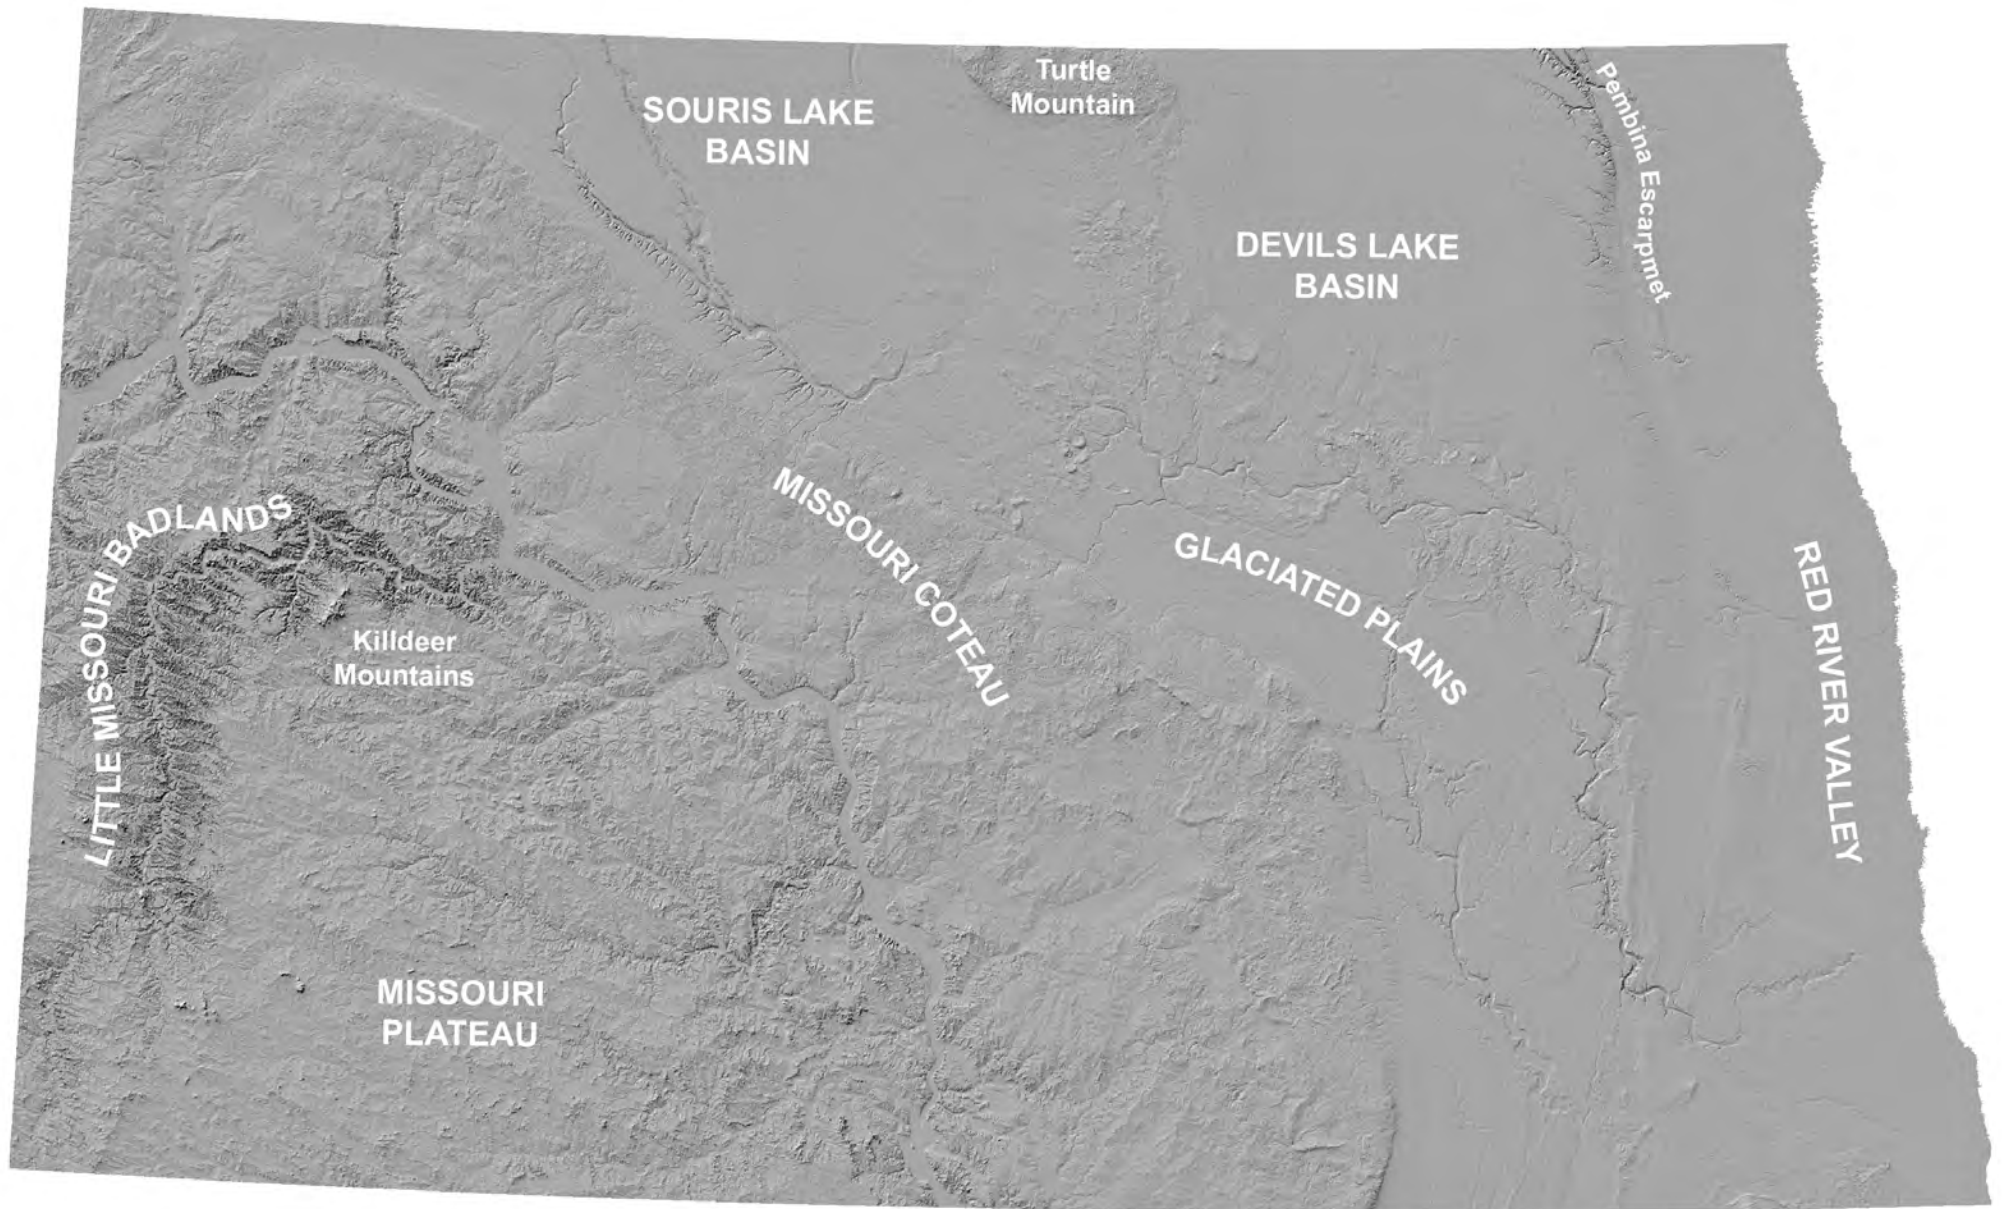 Turtle
Mountain
Pembina Escarpmet
SOURIS LAKE
BASIN
DEVILS LAKE
BASIN
LITTLE MISSOURI BADLANDS
MISSOURI COTEAU
GLACIATED PLAINS
RED RIVER VALLEY
Killdeer
Mountains
MISSOURI
PLATEAU